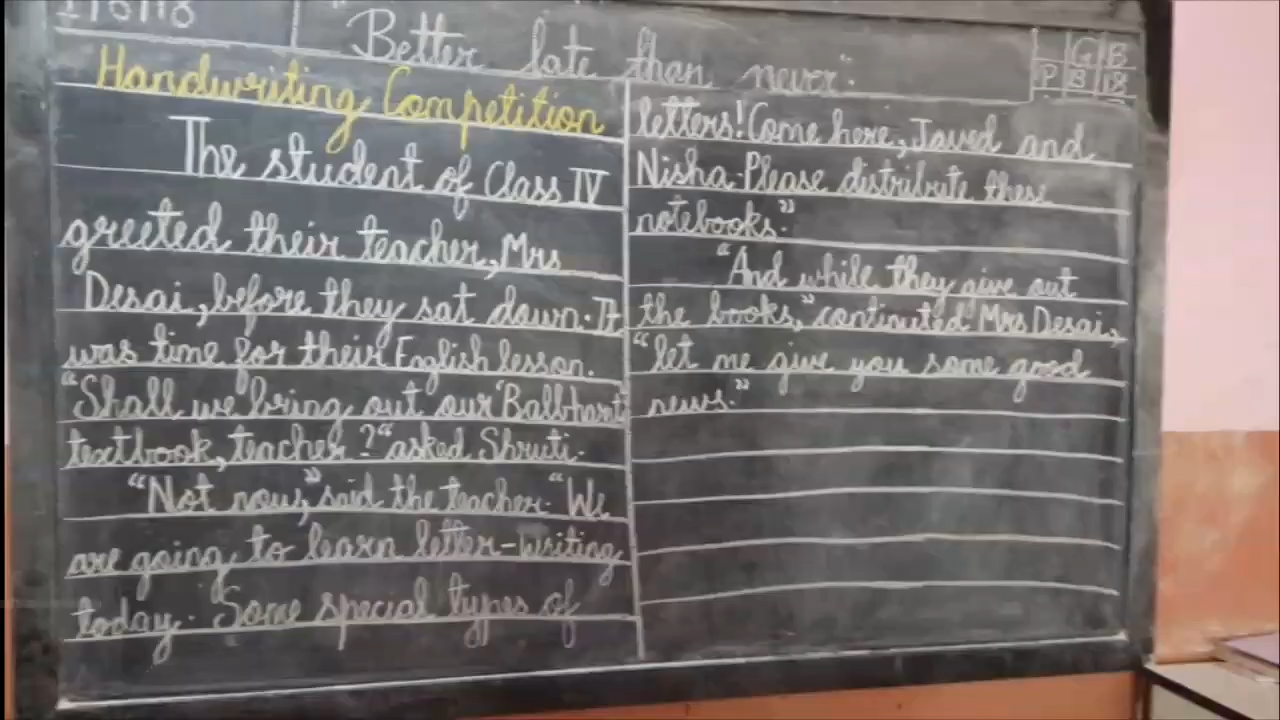 "Better late than never".
G B
P B 18
Handwriting Competition
The student of Class IV
greeted their teacher, Mrs
Desai, before they sat down. It
was time for their English lesson.
"Shall we bring out our 'Balbharti
textbook, teacher?" asked Shruti.
"Not now," said the teacher. "We
are going to learn letter-writing
today. Some special types of
letters! Come here, Javed and
Nisha. Please distribute these
notebooks."
"And while they give out
the books," continuted Mrs Desai,
"let me give you some good
news."